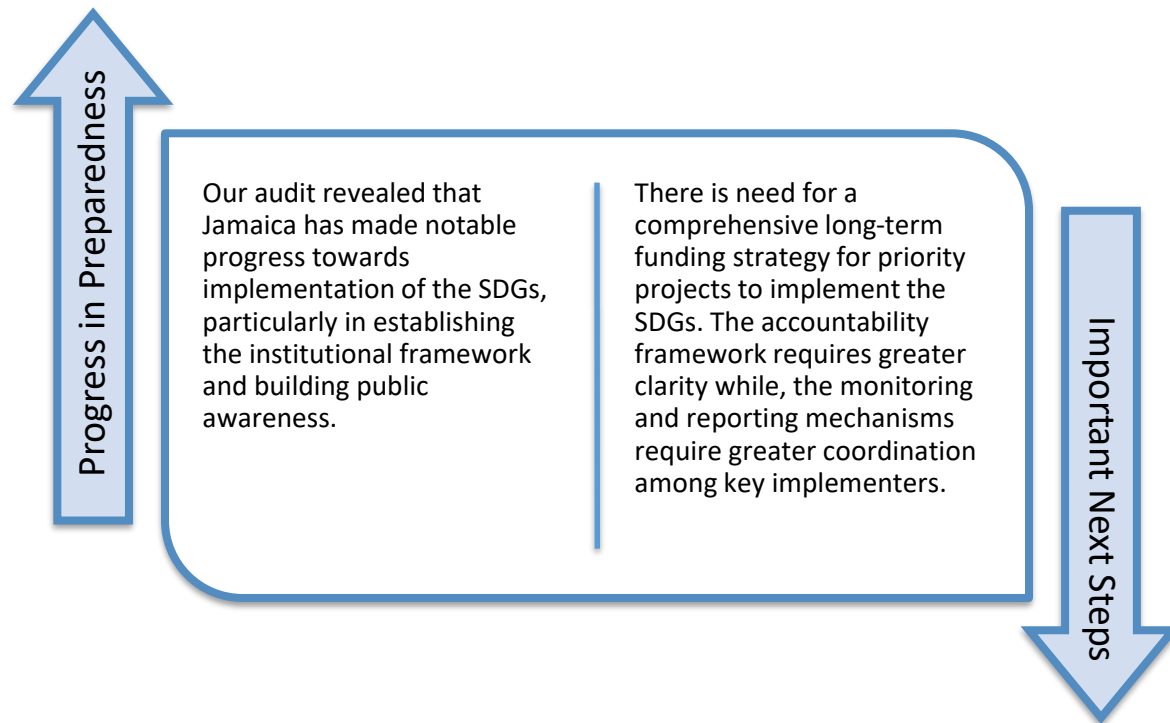 Progress in Preparedness
Our audit revealed that
Jamaica has made notable
progress towards
implementation of the SDGs,
particularly in establishing
the institutional framework
and building public
awareness.
There is need for a
comprehensive long-term
funding strategy for priority
projects to implement the
SDGs. The accountability
framework requires greater
clarity while, the monitoring
and reporting mechanisms
require greater coordination
among key implementers.
Important Next Steps